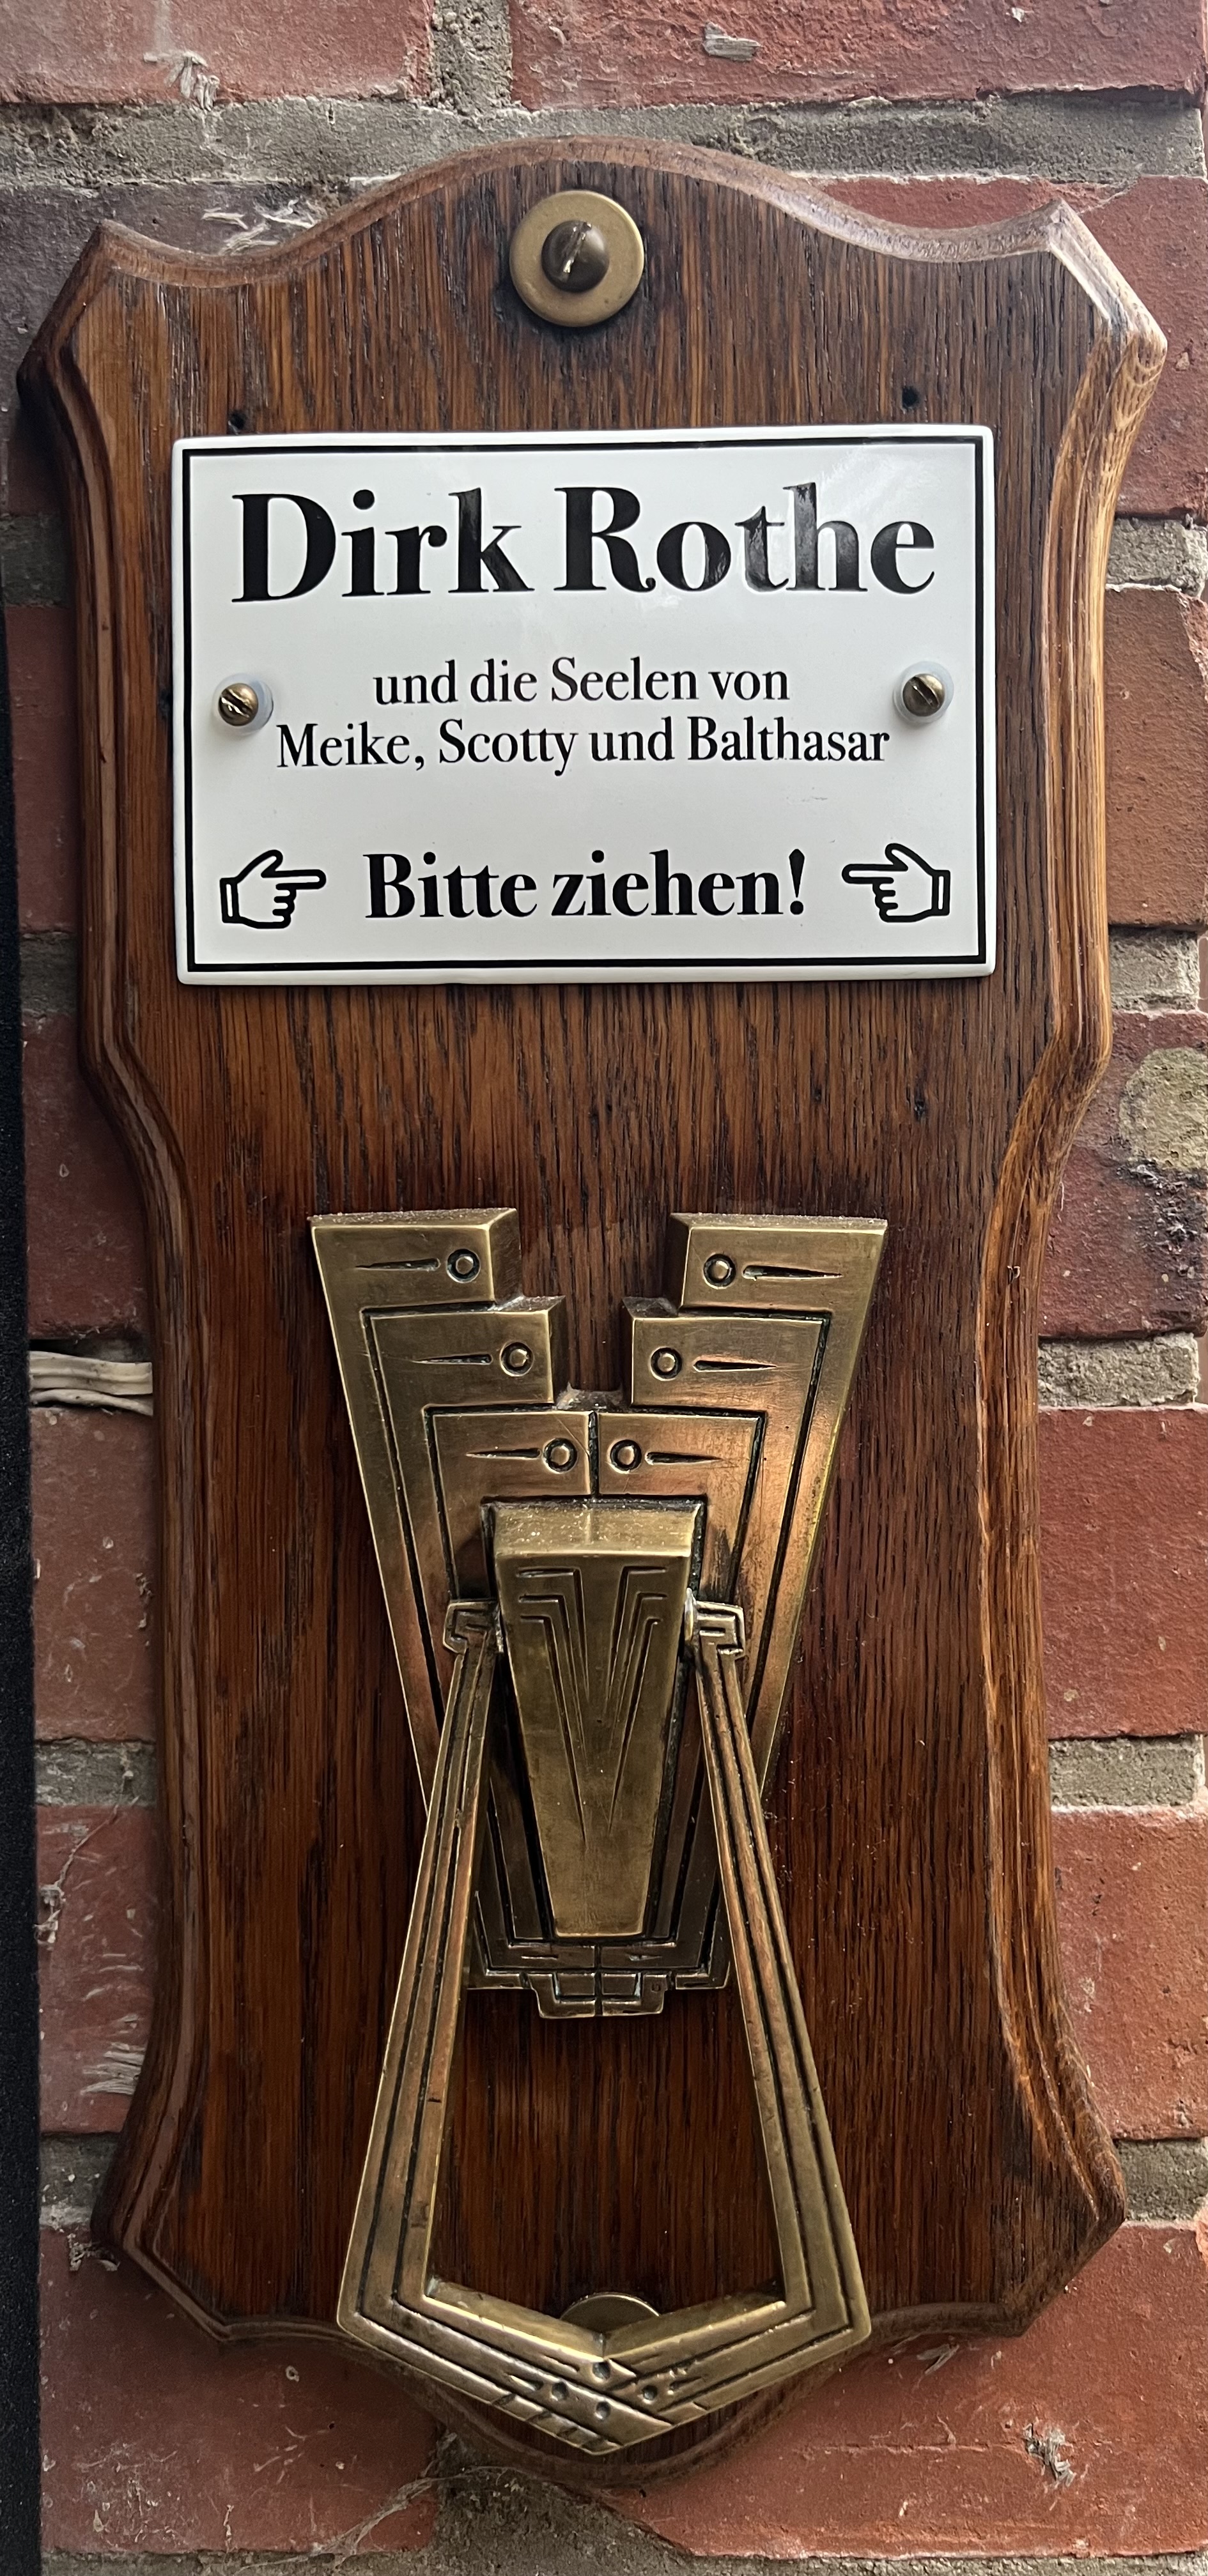 Dirk Rothe
und die Seelen von
Meike, Scotty und Balthasar
Bitte ziehen!